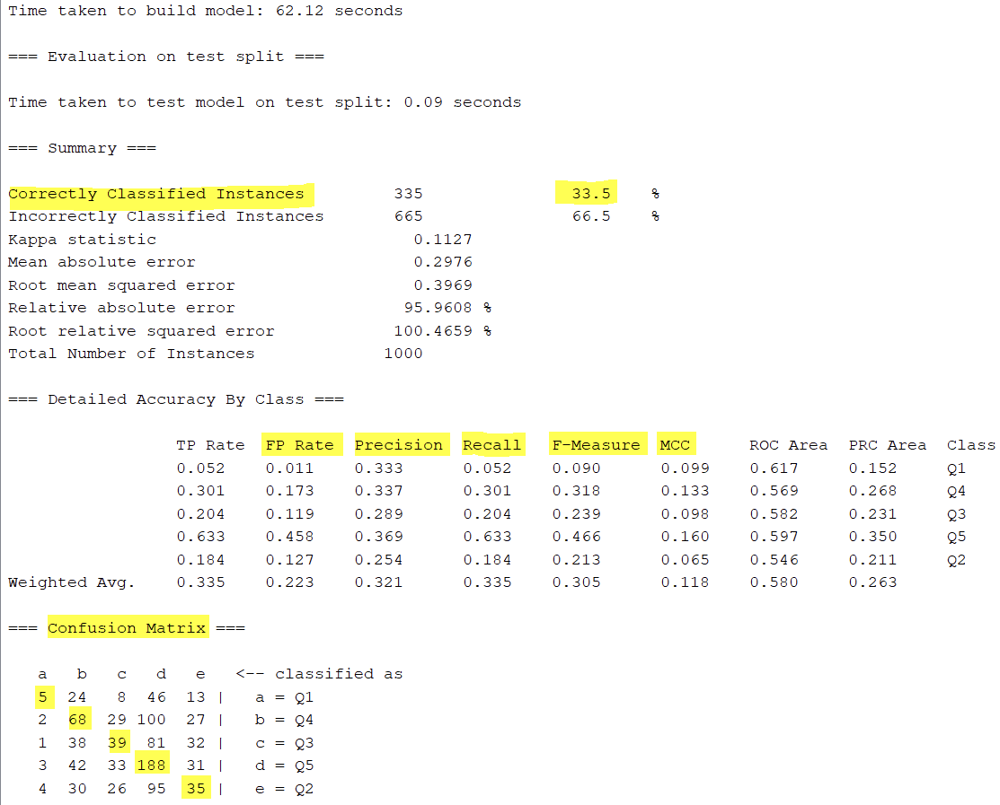 Time taken to build model: 62.12 seconds
=== Evaluation on test split ===
Time taken to test model on test split: 0.09 seconds
=== Summary ===
Correctly Classified Instances 335 33.5 %
Incorrectly Classified Instances 665 66.5 %
Kappa statistic 0.1127
Mean absolute error 0.2976
Root mean squared error 0.3969
Relative absolute error 95.9608 %
Root relative squared error 100.4659 %
Total Number of Instances 1000
=== Detailed Accuracy By Class ===
TP Rate FP Rate Precision Recall F-Measure MCC ROC Area PRC Area Class
0.052 0.011 0.333 0.052 0.090 0.099 0.617 0.152 Q1
0.301 0.173 0.337 0.301 0.318 0.133 0.569 0.268 Q4
0.204 0.119 0.289 0.204 0.239 0.098 0.582 0.231 Q3
0.633 0.458 0.369 0.633 0.466 0.160 0.597 0.350 Q5
0.184 0.127 0.254 0.184 0.213 0.065 0.546 0.211 Q2
Weighted Avg. 0.335 0.223 0.321 0.335 0.305 0.118 0.580 0.263
=== Confusion Matrix ===
a b c d e <-- classified as
5 24 8 46 13 | a = Q1
2 68 29 100 27 | b = Q4
1 38 39 81 32 | c = Q3
3 42 33 188 31 | d = Q5
4 30 26 95 35 | e = Q2